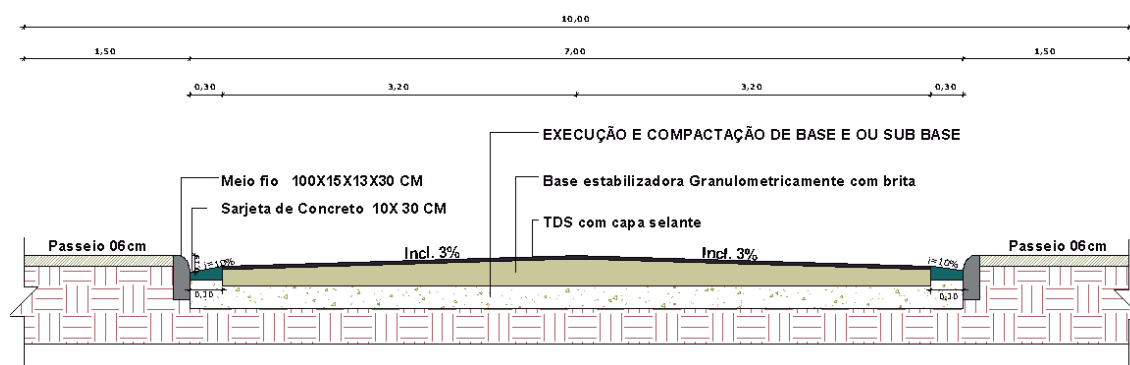 10,00
1,50 7,00 1,50
0,30 3,20 3,20 0,30
EXECUÇÃO E COMPACTAÇÃO DE BASE E OU SUB BASE
Meio fio 100X15X13X30 CM
Base estabilizadora Granulometricamente com brita
Sarjeta de Concreto 10X 30 CM
TDS com capa selante
Passeio 06cm
Incl. 3%
Incl. 3%
Passeio 06cm
i=10%
i=10%
0,30
0,30